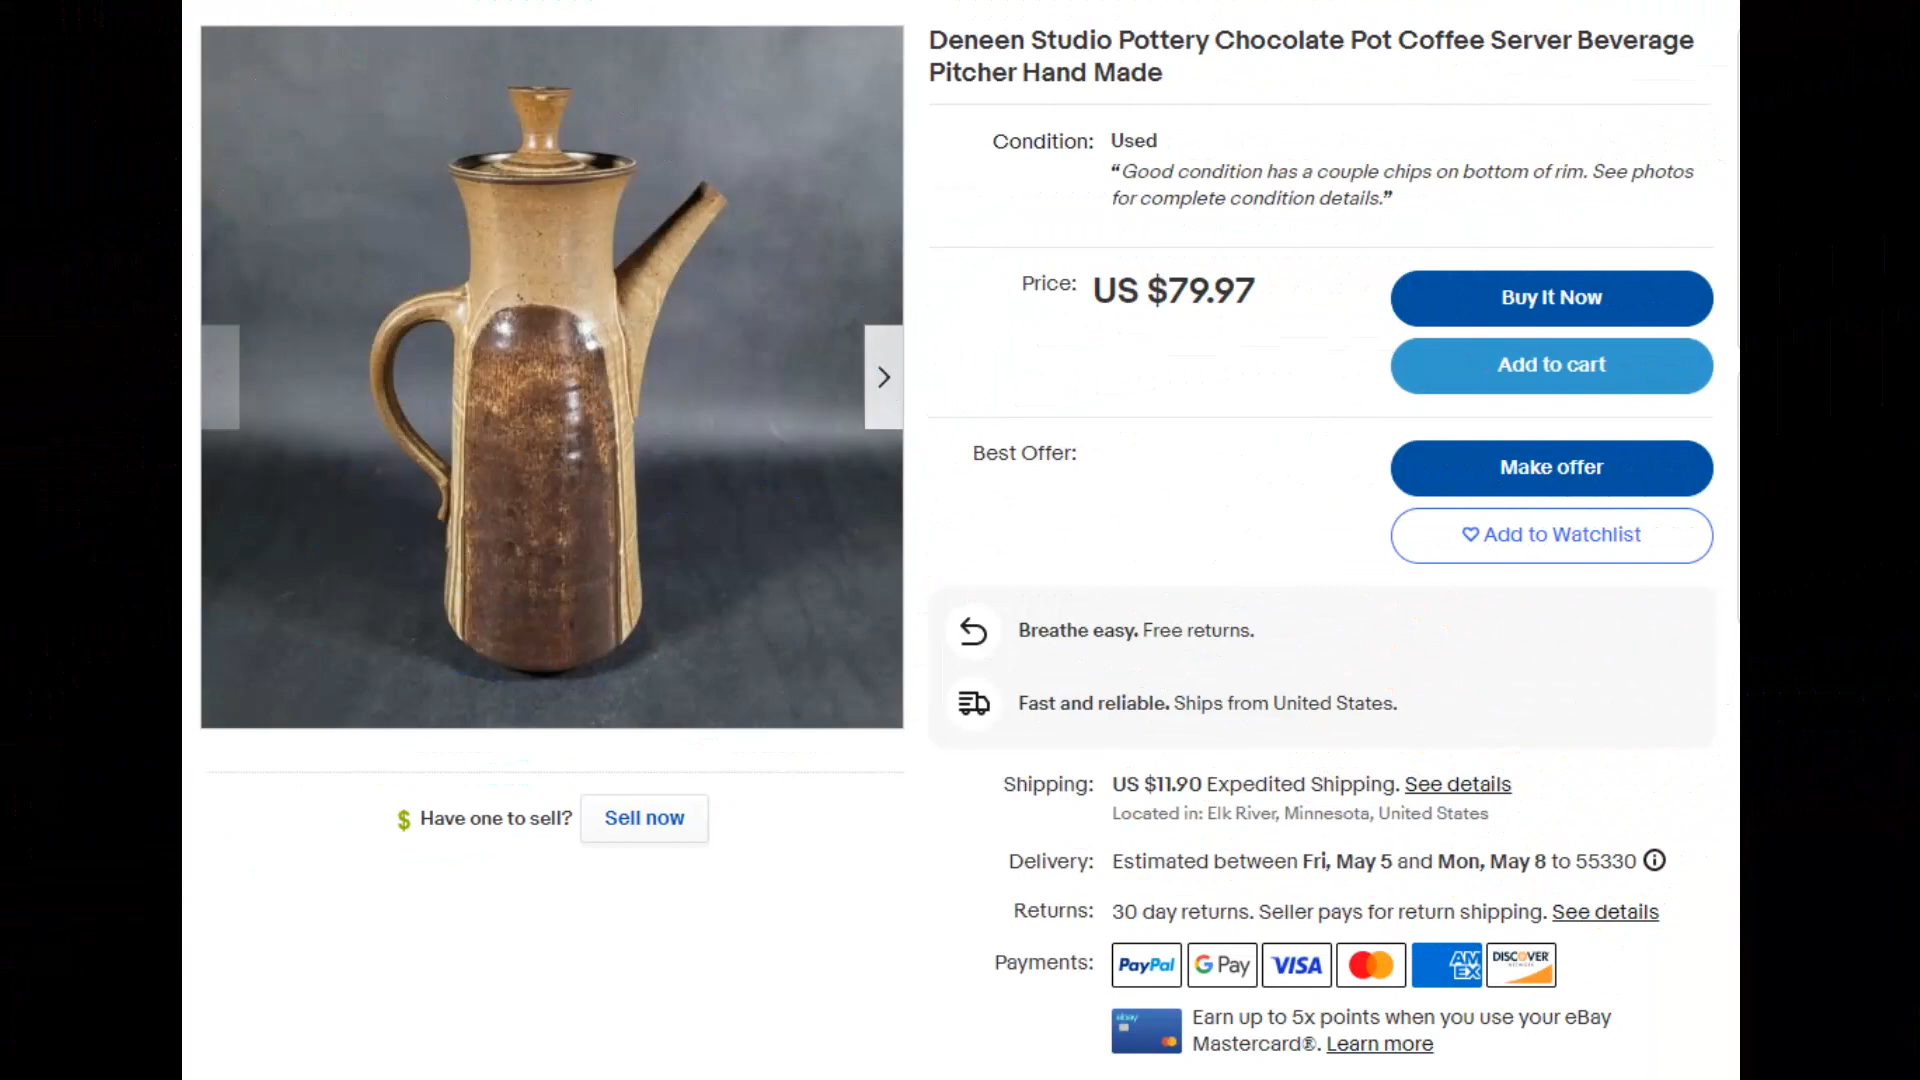 Deneen Studio Pottery Chocolate Pot Coffee Server Beverage
Pitcher Hand Made
Condition: Used
“Good condition has a couple chips on bottom of rim. See photos
for complete condition details.”
Price: US $79.97
Buy It Now
Add to cart
Best Offer:
Make offer
Add to Watchlist
Breathe easy. Free returns.
Fast and reliable. Ships from United States.
Shipping: US $11.90 Expedited Shipping. See details
Located in: Elk River, Minnesota, United States
Delivery: Estimated between Fri, May 5 and Mon, May 8 to 55330
Returns: 30 day returns. Seller pays for return shipping. See details
Payments: PayPal G Pay VISA AM EX DISCOVER
ebay
Earn up to 5x points when you use your eBay
Mastercard®. Learn more
$ Have one to sell? Sell now